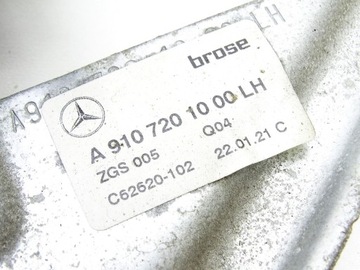 brose
A 910 720 10 00 LH
ZGS 005 Q04
C62620-102 22.01.21 C